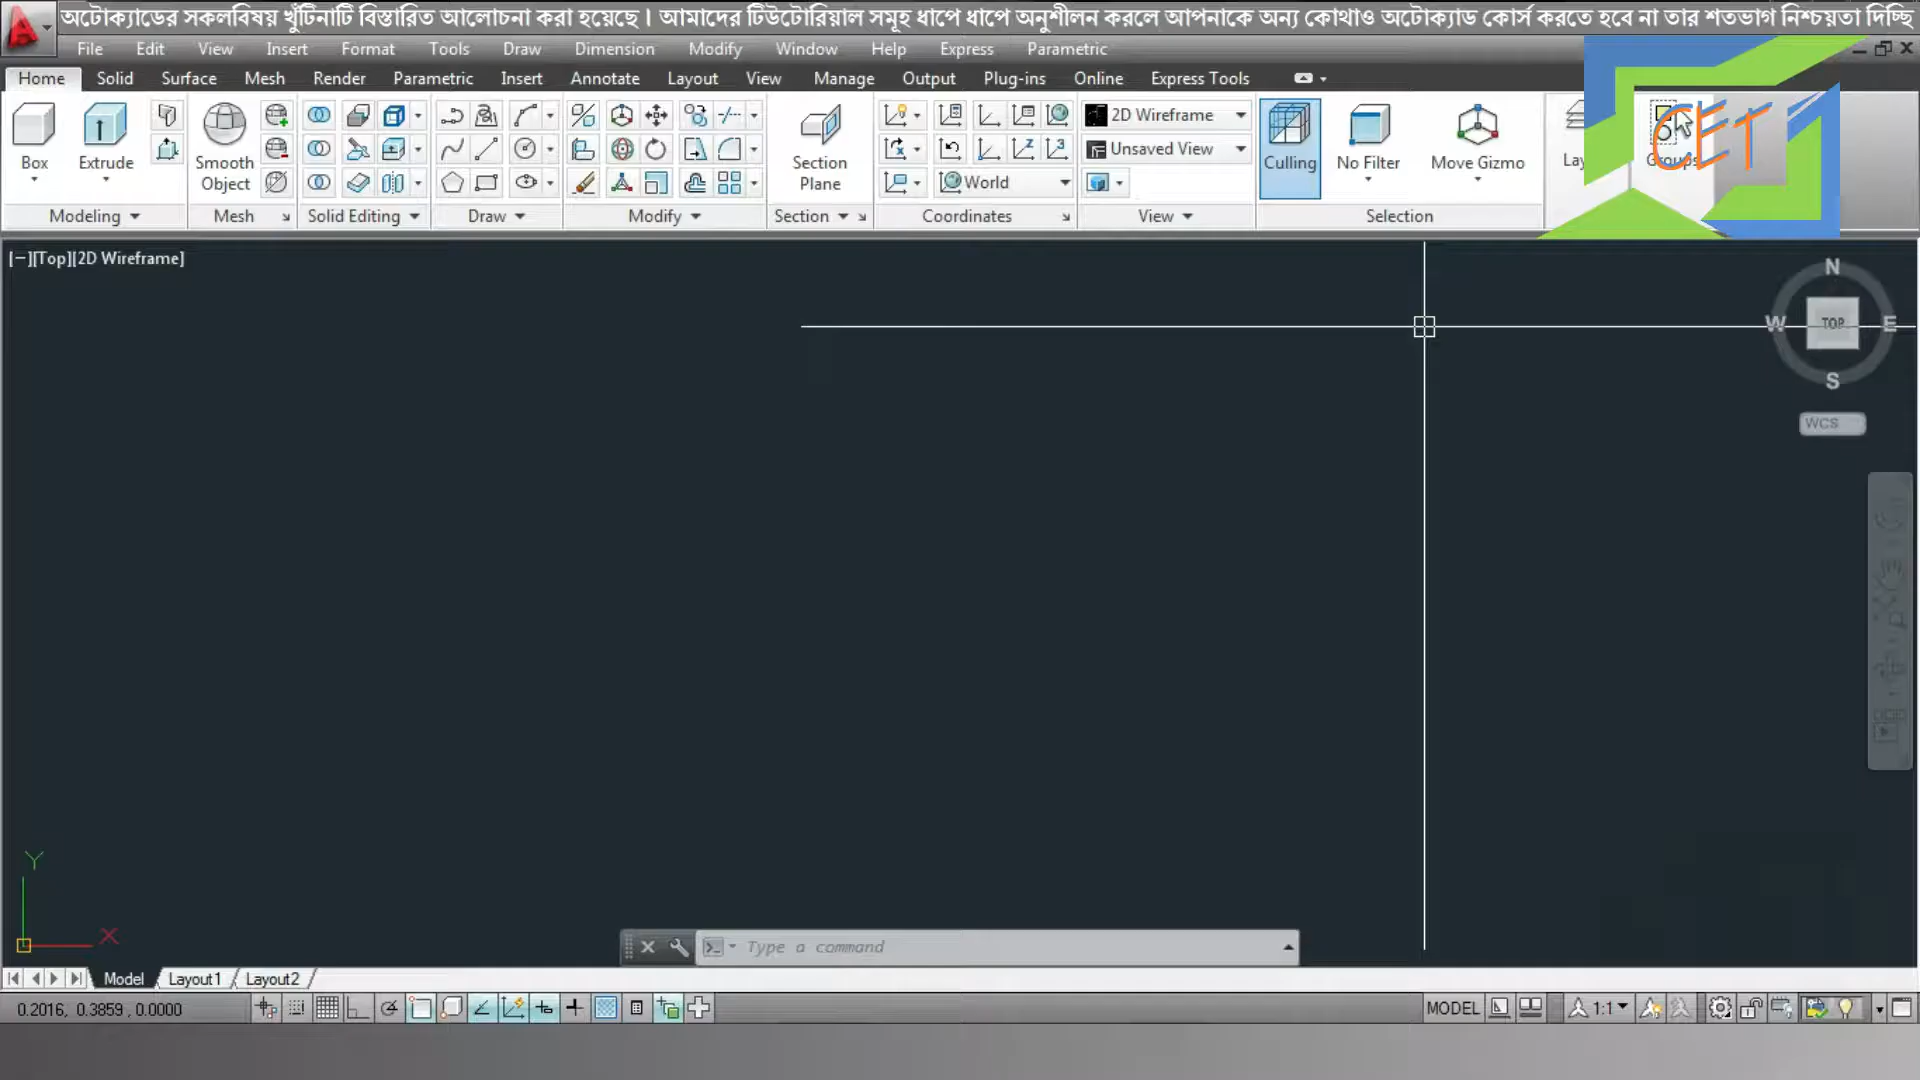 অটোক্যাডের সকলবিষয় খুঁটিনাটি বিস্তারিত আলোচনা করা হয়েছে। আমাদের টিউটোরিয়াল সমূহ ধাপে ধাপে অনুশীলন করলে আপনাকে অন্য কোথাও অটোক্যাড কোর্স করতে হবে না তার শতভাগ নিশ্চয়তা দিচ্ছি
File Edit View Insert Format Tools Draw Dimension Modify Window Help Express Parametric
Home Solid Surface Mesh Render Parametric Insert Annotate Layout View Manage Output Plug-ins Online Express Tools
2D Wireframe
CET
Unsaved View
Box Extrude Smooth Object Section Plane Culling No Filter Move Gizmo Groups
World
Modeling Mesh Solid Editing Draw Modify Section Coordinates View Selection
[−][Top][2D Wireframe]
N
W TOP E
S
WCS
Y
X
Type a command
Model Layout1 Layout2
0.2016, 0.3859 , 0.0000 MODEL 1:1